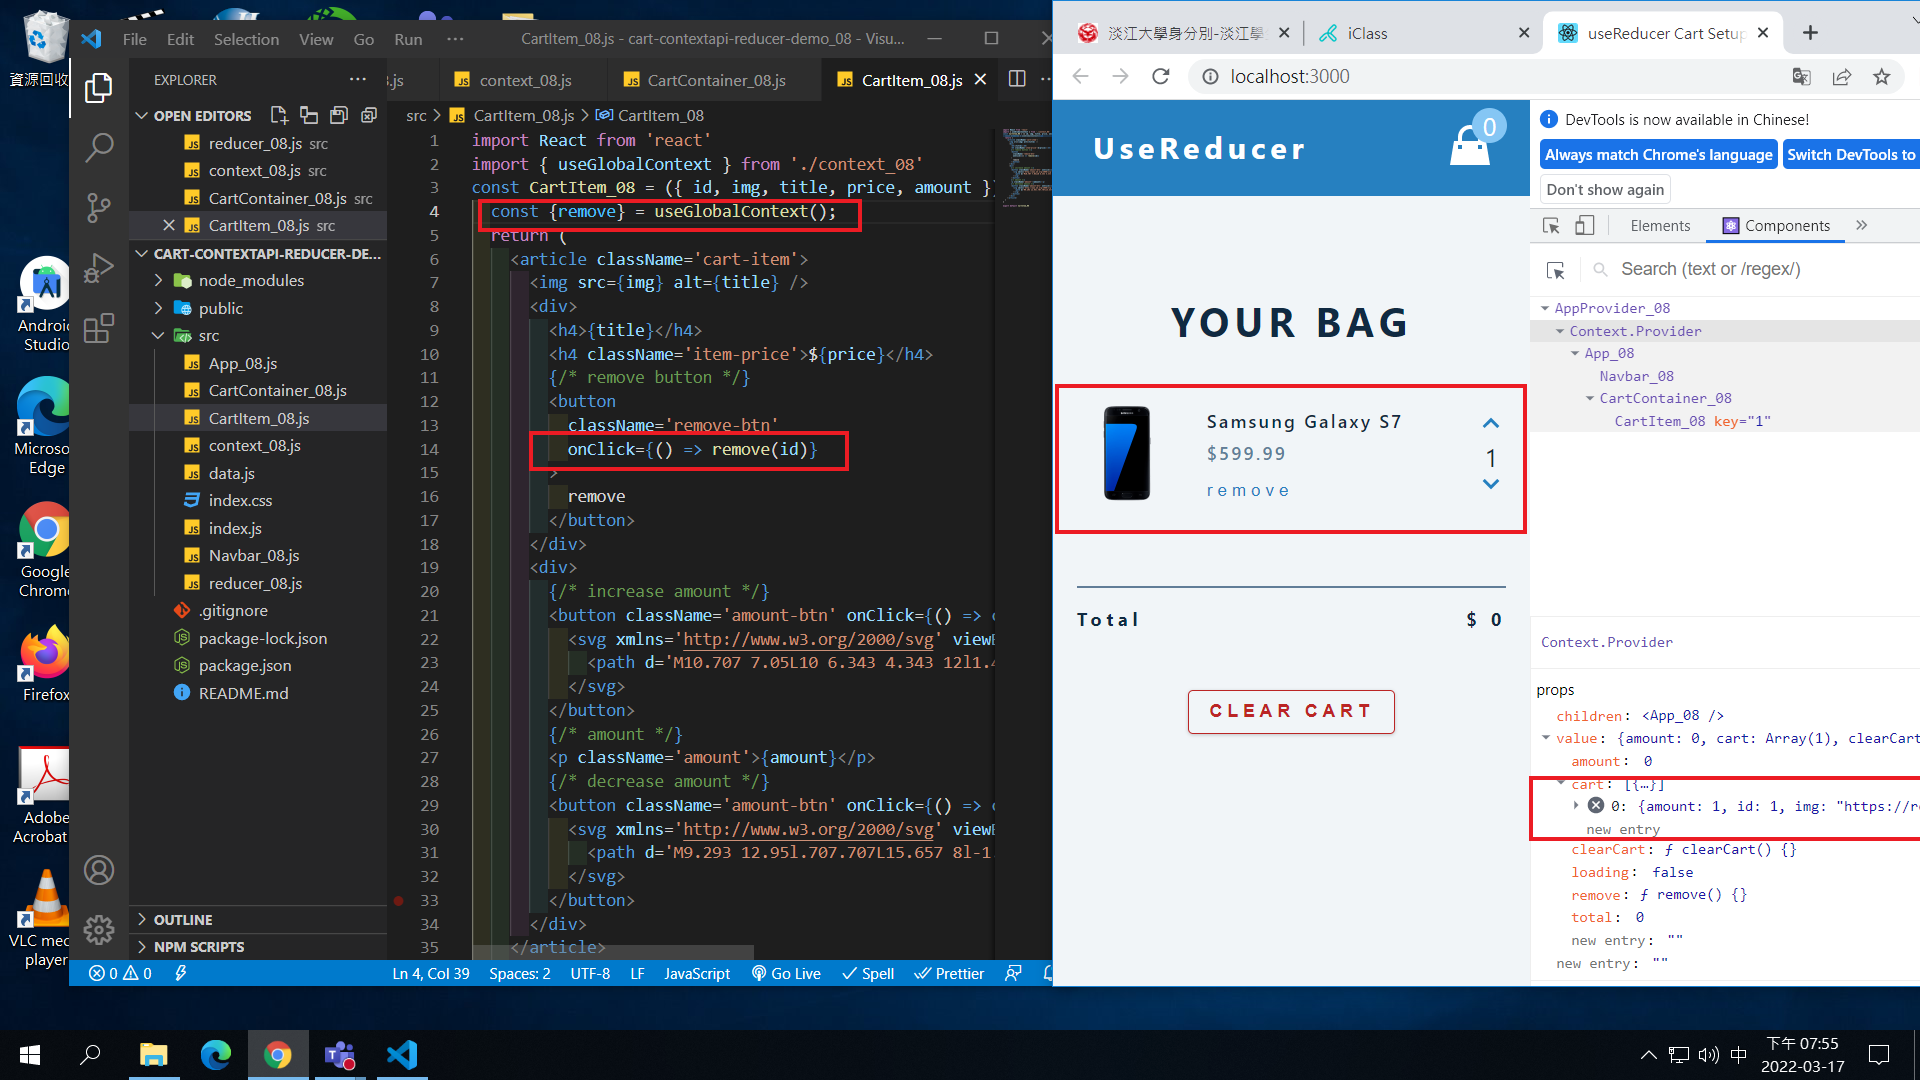 資源回收
Android
Studio
Microso
Edge
Google
Chrome
Firefox
Adobe
Acrobat
VLC med
player
File Edit Selection View Go Run ···
CartItem_08.js - cart-contextapi-reducer-demo_08 - Visu...
EXPLORER
OPEN EDITORS
reducer_08.js src
context_08.js src
CartContainer_08.js src
CartItem_08.js src
CART-CONTEXTAPI-REDUCER-DE...
node_modules
public
src
App_08.js
CartContainer_08.js
CartItem_08.js
context_08.js
data.js
index.css
index.js
Navbar_08.js
reducer_08.js
.gitignore
package-lock.json
package.json
README.md
OUTLINE
NPM SCRIPTS
.js context_08.js CartContainer_08.js CartItem_08.js
src > CartItem_08.js > CartItem_08
1 import React from 'react'
2 import { useGlobalContext } from './context_08'
3 const CartItem_08 = ({ id, img, title, price, amount })
4 const {remove} = useGlobalContext();
5 return (
6 <article className='cart-item'>
7 <img src={img} alt={title} />
8 <div>
9 <h4>{title}</h4>
10 <h4 className='item-price'>${price}</h4>
11 {/* remove button */}
12 <button
13 className='remove-btn'
14 onClick={() => remove(id)}
15 >
16 remove
17 </button>
18 </div>
19 <div>
20 {/* increase amount */}
21 <button className='amount-btn' onClick={() => c
22 <svg xmlns='http://www.w3.org/2000/svg' viewB
23 <path d='M10.707 7.05L10 6.343 4.343 12l1.4
24 </svg>
25 </button>
26 {/* amount */}
27 <p className='amount'>{amount}</p>
28 {/* decrease amount */}
29 <button className='amount-btn' onClick={() => c
30 <svg xmlns='http://www.w3.org/2000/svg' viewB
31 <path d='M9.293 12.95l.707.707L15.657 8l-1
32 </svg>
33 </button>
34 </div>
35 </article>
0 0 Ln 4, Col 39 Spaces: 2 UTF-8 LF JavaScript Go Live Spell Prettier
淡江大學身分別-淡江學 iClass useReducer Cart Setup
localhost:3000
UseReducer
0
YOUR BAG
Samsung Galaxy S7
$599.99
remove
1
Total $ 0
CLEAR CART
DevTools is now available in Chinese!
Always match Chrome's language Switch DevTools to
Don't show again
Elements Components
Search (text or /regex/)
AppProvider_08
Context.Provider
App_08
Navbar_08
CartContainer_08
CartItem_08 key="1"
Context.Provider
props
children: <App_08 />
value: {amount: 0, cart: Array(1), clearCart
amount: 0
cart: [{…}]
0: {amount: 1, id: 1, img: "https://re
new entry
clearCart: ƒ clearCart() {}
loading: false
remove: ƒ remove() {}
total: 0
new entry: ""
new entry: ""
中
下午 07:55
2022-03-17